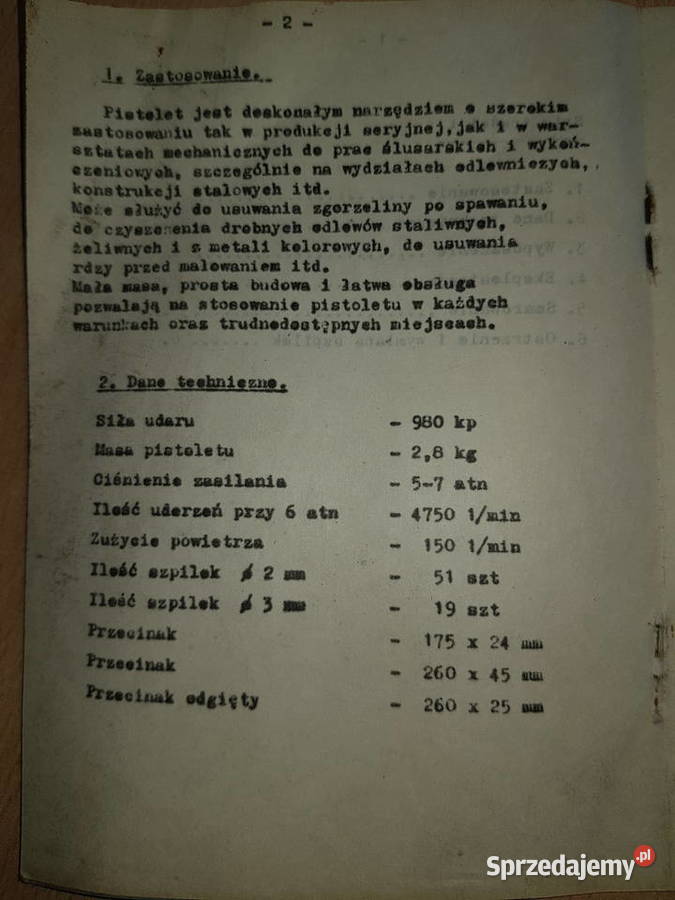 - 2 -
1. Zastosowanie.
Pistolet jest doskonałym narzędziem o szerokim
zastosowaniu tak w produkcji seryjnej, jak i w war-
sztatach mechanicznych do prac ślusarskich i wykoń-
czeniowych, szczególnie na wydziałach odlewniczych,
konstrukcji stalowych itd.
Może służyć do usuwania zgorzeliny po spawaniu,
do czyszczenia drobnych odlewów staliwnych,
żeliwnych i z metali kolorowych, do usuwania
rdzy przed malowaniem itd.
Mała masa, prosta budowa i łatwa obsługa
pozwalają na stosowanie pistoletu w każdych
warunkach oraz trudnodostępnych miejscach.
2. Dane techniczne.
Siła udaru - 980 kp
Masa pistoletu - 2,8 kg
Ciśnienie zasilania - 5-7 atn
Ilość uderzeń przy 6 atn - 4750 1/min
Zużycie powietrza - 150 l/min
Ilość szpilek ø 2 mm - 51 szt
Ilość szpilek ø 3 mm - 19 szt
Przecinak - 175 x 24 mm
Przecinak - 260 x 45 mm
Przecinak odgięty - 260 x 25 mm
Sprzedajemy.pl